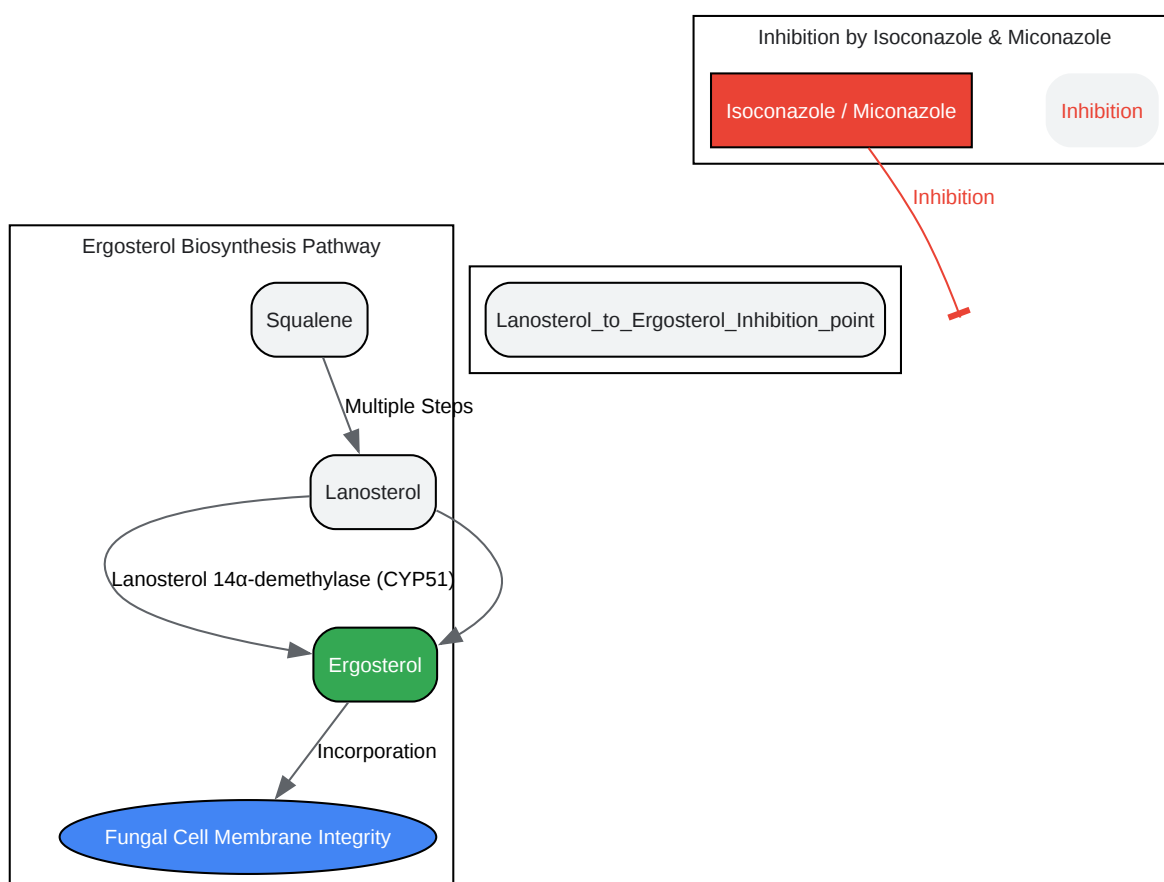 Inhibition by Isoconazole & Miconazole
Isoconazole / Miconazole
Inhibition
Inhibition
Ergosterol Biosynthesis Pathway
Squalene
Lanosterol_to_Ergosterol_Inhibition_point
Multiple Steps
Lanosterol
Lanosterol 14α-demethylase (CYP51)
Ergosterol
Incorporation
Fungal Cell Membrane Integrity